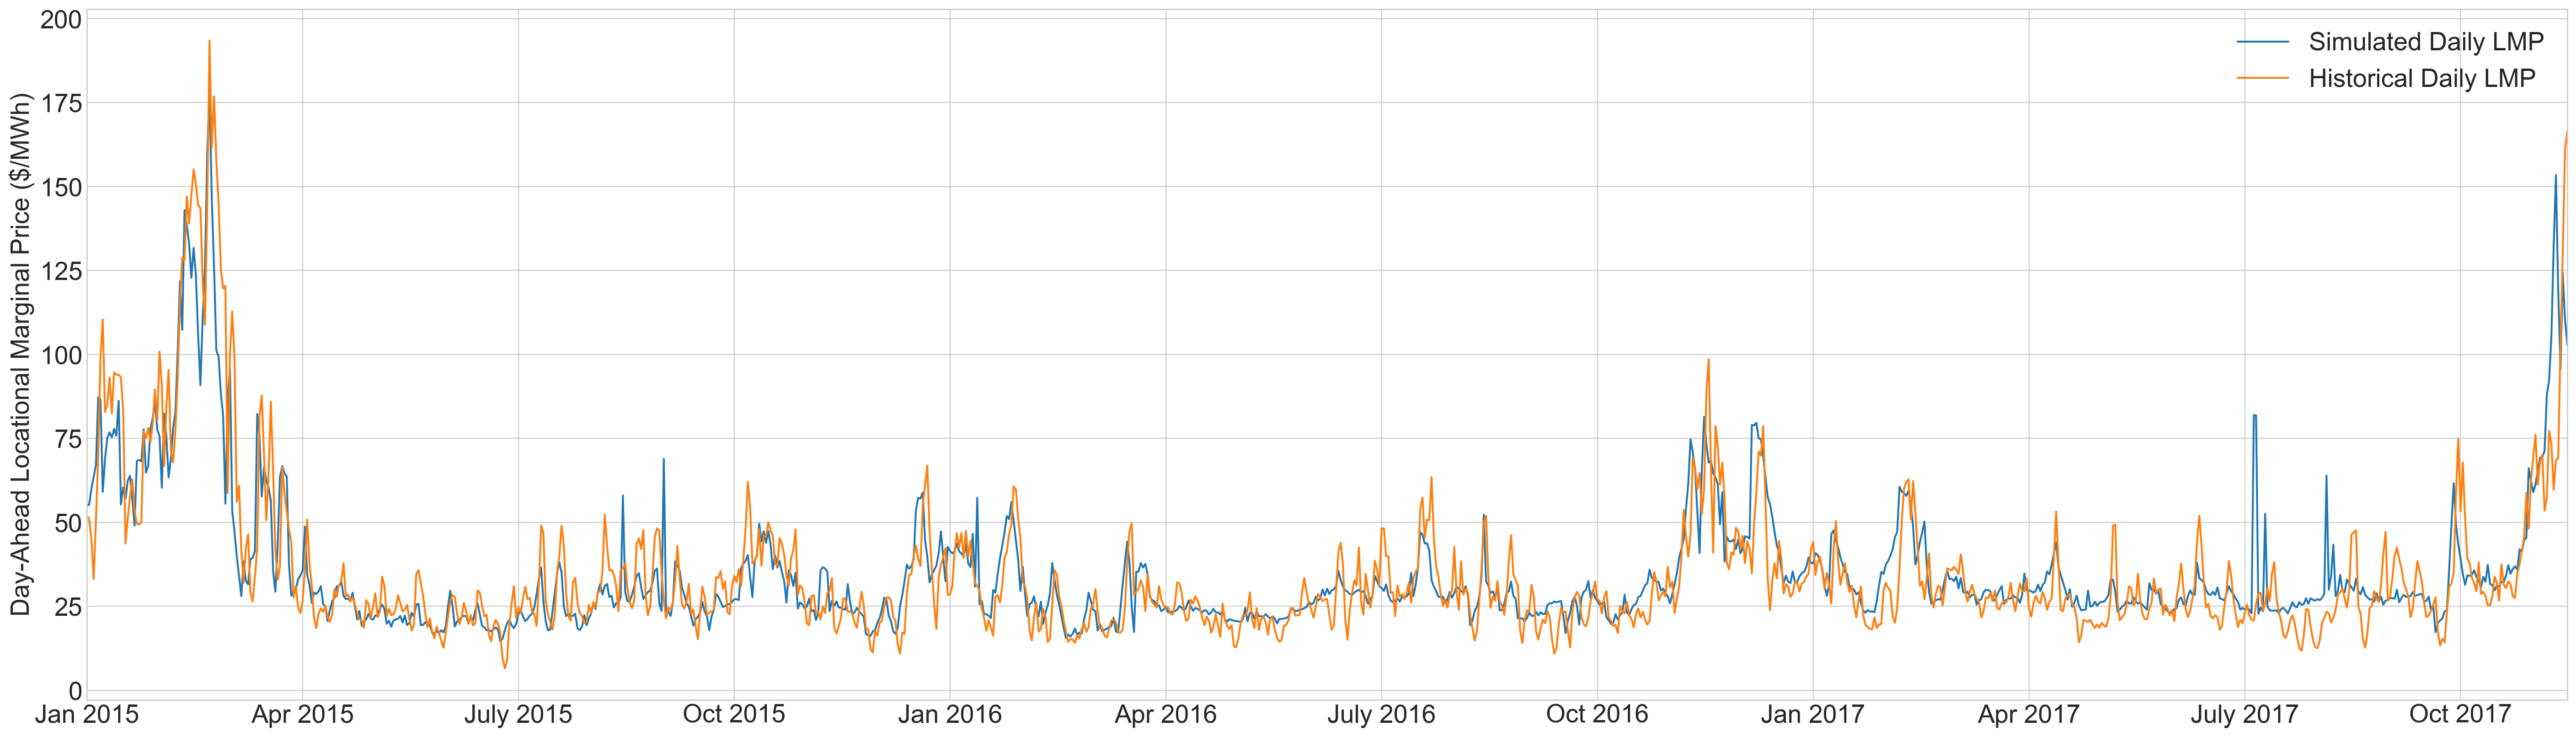 Day-Ahead Locational Marginal Price ($/MWh)
200
175
150
125
100
75
50
25
0
Simulated Daily LMP
Historical Daily LMP
Jan 2015 Apr 2015 July 2015 Oct 2015 Jan 2016 Apr 2016 July 2016 Oct 2016 Jan 2017 Apr 2017 July 2017 Oct 2017